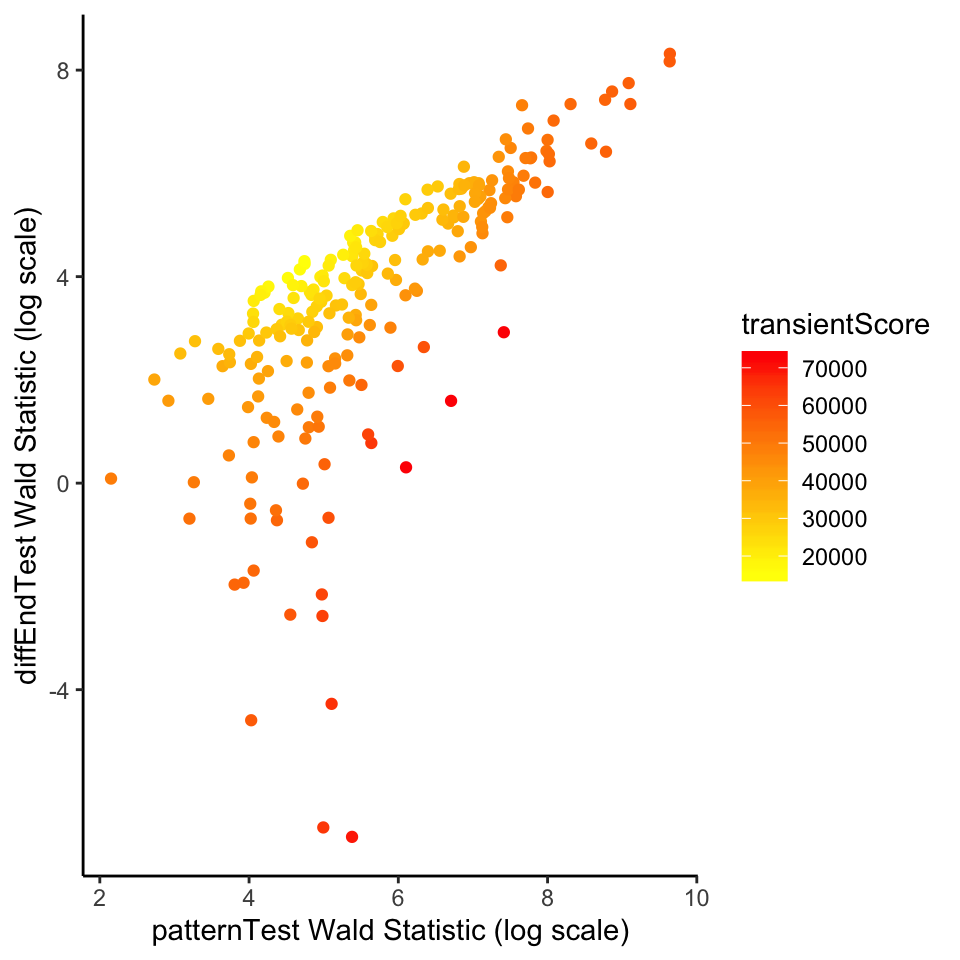 diffEndTest Wald Statistic (log scale)
8
4
0
-4
2 4 6 8 10
patternTest Wald Statistic (log scale)
transientScore
70000
60000
50000
40000
30000
20000